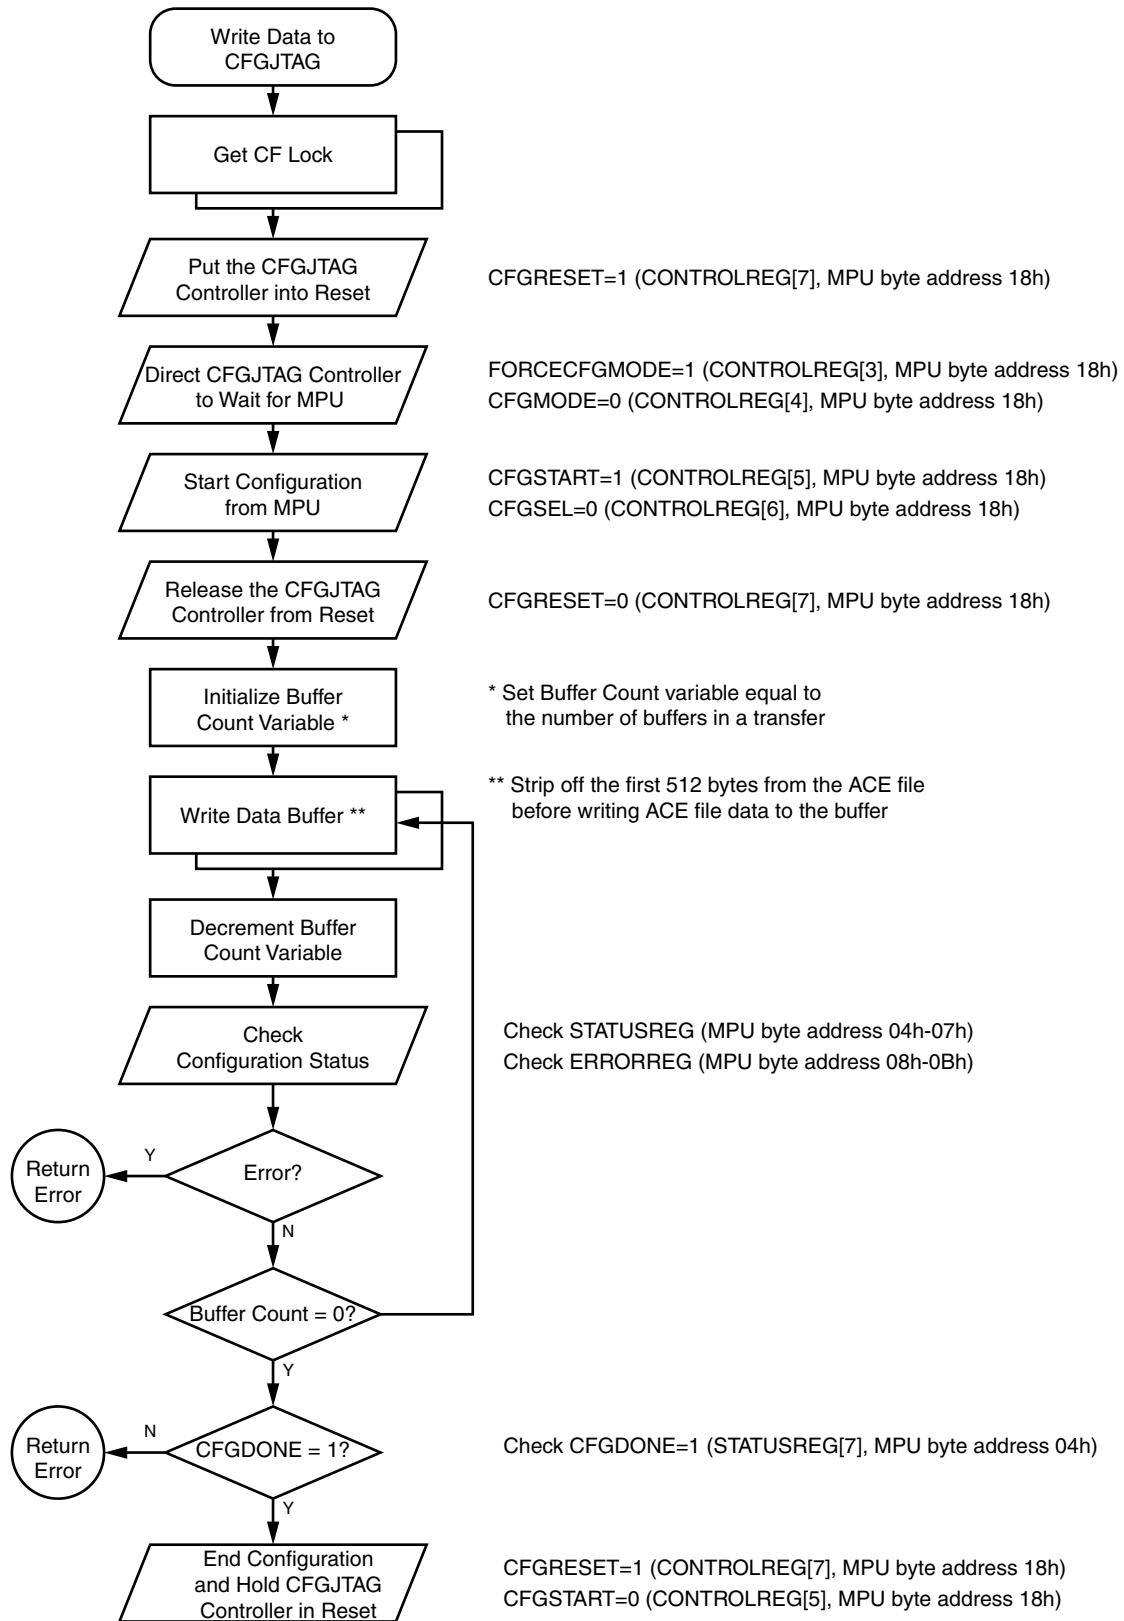 Write Data to
CFGJTAG
Get CF Lock
Put the CFGJTAG
Controller into Reset
CFGRESET=1 (CONTROLREG[7], MPU byte address 18h)
Direct CFGJTAG Controller
to Wait for MPU
FORCECFGMODE=1 (CONTROLREG[3], MPU byte address 18h)
CFGMODE=0 (CONTROLREG[4], MPU byte address 18h)
Start Configuration
from MPU
CFGSTART=1 (CONTROLREG[5], MPU byte address 18h)
CFGSEL=0 (CONTROLREG[6], MPU byte address 18h)
Release the CFGJTAG
Controller from Reset
CFGRESET=0 (CONTROLREG[7], MPU byte address 18h)
Initialize Buffer
Count Variable *
* Set Buffer Count variable equal to
the number of buffers in a transfer
Write Data Buffer **
** Strip off the first 512 bytes from the ACE file
before writing ACE file data to the buffer
Decrement Buffer
Count Variable
Check
Configuration Status
Check STATUSREG (MPU byte address 04h-07h)
Check ERRORREG (MPU byte address 08h-0Bh)
Error?
Y
Return
Error
N
Buffer Count = 0?
Y
CFGDONE = 1?
N
Return
Error
Check CFGDONE=1 (STATUSREG[7], MPU byte address 04h)
Y
End Configuration
and Hold CFGJTAG
Controller in Reset
CFGRESET=1 (CONTROLREG[7], MPU byte address 18h)
CFGSTART=0 (CONTROLREG[5], MPU byte address 18h)